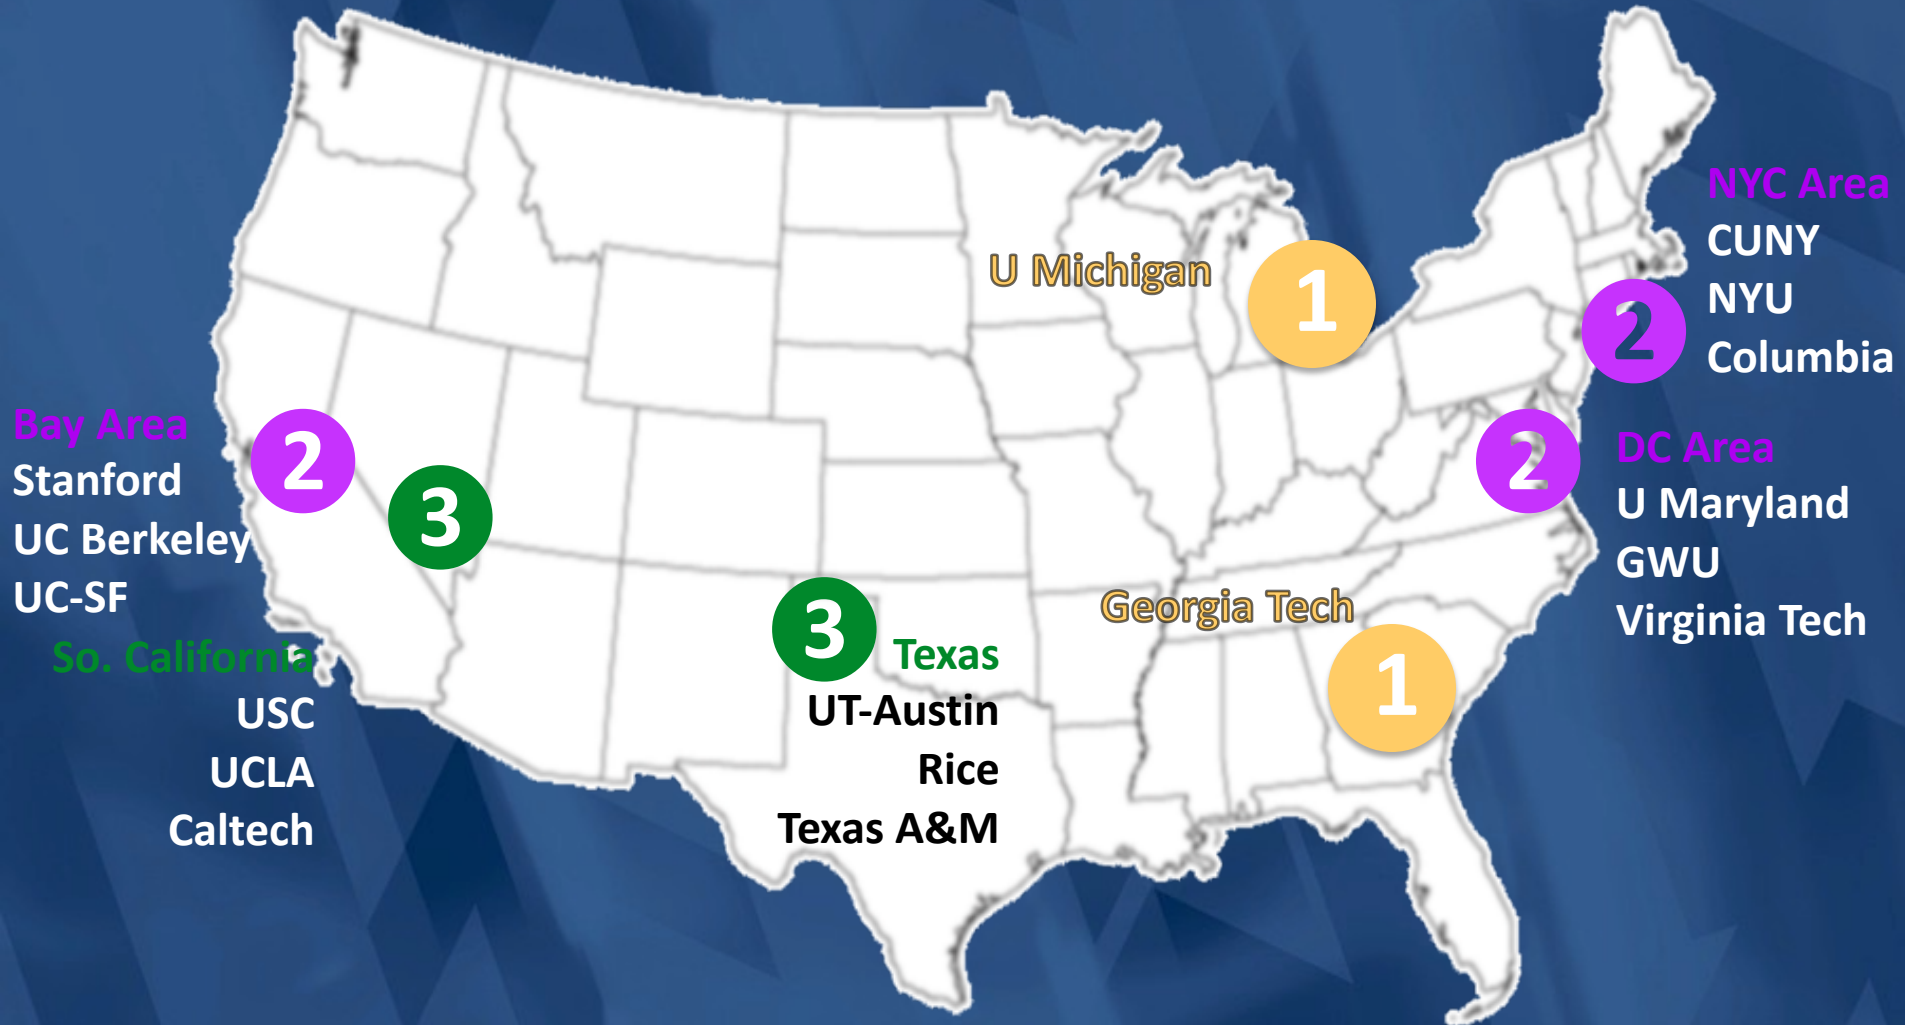 U Michigan
1
NYC Area
CUNY
NYU
Columbia
2
Bay Area
Stanford
UC Berkeley
UC-SF
2
3
So. California
USC
UCLA
Caltech
3
Texas
UT-Austin
Rice
Texas A&M
Georgia Tech
1
2
DC Area
U Maryland
GWU
Virginia Tech